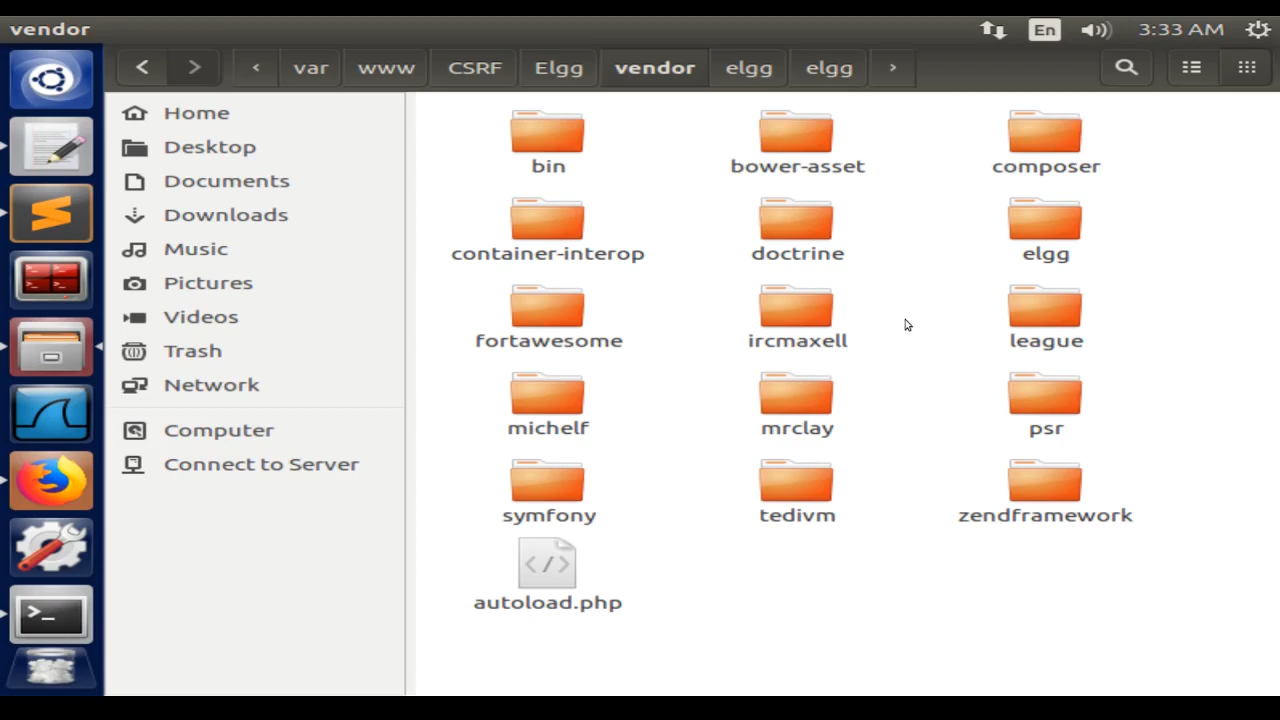 vendor
En
3:33 AM
var
www
CSRF
Elgg
vendor
elgg
elgg
Home
Desktop
Documents
Downloads
Music
Pictures
Videos
Trash
Network
Computer
Connect to Server
bin
bower-asset
composer
container-interop
doctrine
elgg
fortawesome
ircmaxell
league
michelf
mrclay
psr
symfony
tedivm
zendframework
autoload.php